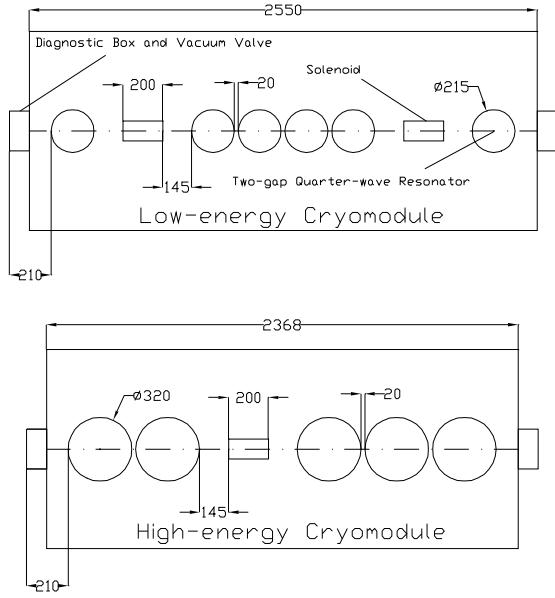 2550
Diagnostic Box and Vacuum Valve
200
20
Solenoid
Ø215
145
Two-gap Quarter-wave Resonator
Low-energy Cryomodule
210
2368
Ø320
200
20
145
High-energy Cryomodule
210